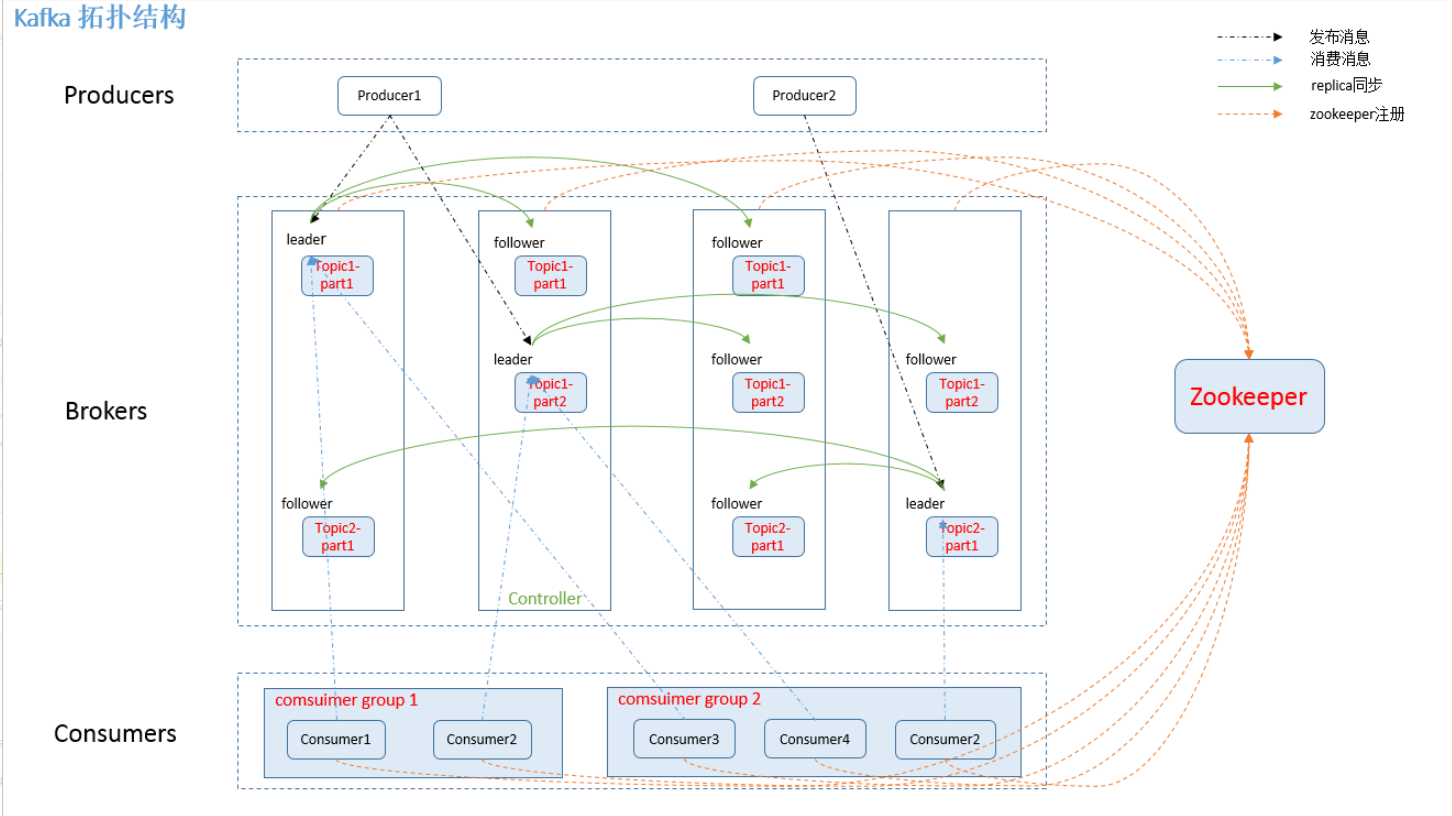 Kafka 拓扑结构
发布消息
消费消息
replica同步
zookeeper注册
Producers
Producer1
Producer2
Brokers
leader
Topic1-
part1
follower
Topic2-
part1
follower
Topic1-
part1
leader
Topic1-
part2
Controller
follower
Topic1-
part1
follower
Topic1-
part2
follower
Topic2-
part1
follower
Topic1-
part2
leader
Topic2-
part1
Zookeeper
Consumers
comsuimer group 1
Consumer1
Consumer2
comsuimer group 2
Consumer3
Consumer4
Consumer2